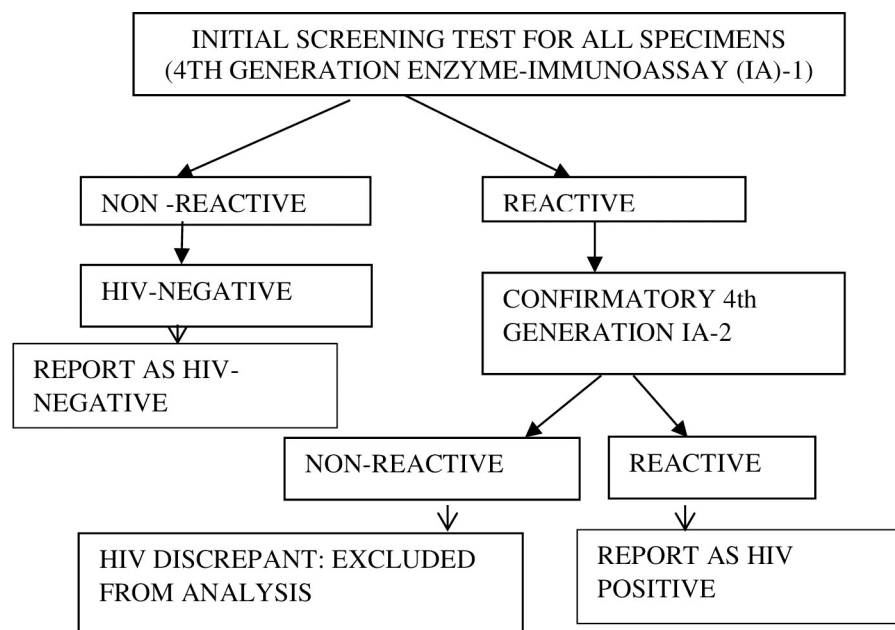 INITIAL SCREENING TEST FOR ALL SPECIMENS
(4TH GENERATION ENZYME-IMMUNOASSAY (IA)-1)
NON -REACTIVE
REACTIVE
HIV-NEGATIVE
CONFIRMATORY 4th
GENERATION IA-2
REPORT AS HIV-
NEGATIVE
NON-REACTIVE
REACTIVE
HIV DISCREPANT: EXCLUDED
FROM ANALYSIS
REPORT AS HIV
POSITIVE